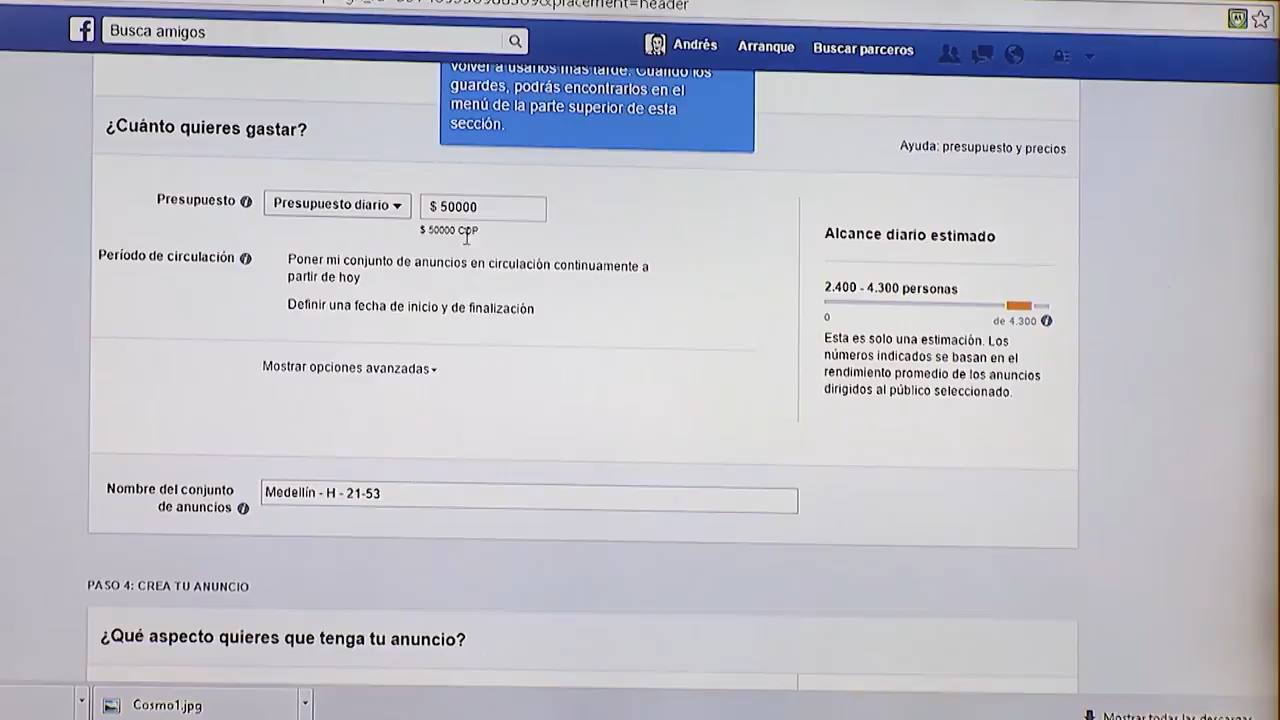 placement=header
Busca amigos
Andrés
Arranque
Buscar parceros
volver a usarlos más tarde. Cuando los
guardes, podrás encontrarlos en el
menú de la parte superior de esta
sección.
¿Cuánto quieres gastar?
Ayuda: presupuesto y precios
Presupuesto
Presupuesto diario
$ 50000
$ 50000 COP
Período de circulación
Poner mi conjunto de anuncios en circulación continuamente a
partir de hoy
Definir una fecha de inicio y de finalización
Mostrar opciones avanzadas
Alcance diario estimado
2.400 - 4.300 personas
0
de 4.300
Esta es solo una estimación. Los
números indicados se basan en el
rendimiento promedio de los anuncios
dirigidos al público seleccionado.
Nombre del conjunto
de anuncios
Medellín - H - 21-53
PASO 4: CREA TU ANUNCIO
¿Qué aspecto quieres que tenga tu anuncio?
Cosmo1.jpg
Mostrar todas las descargas